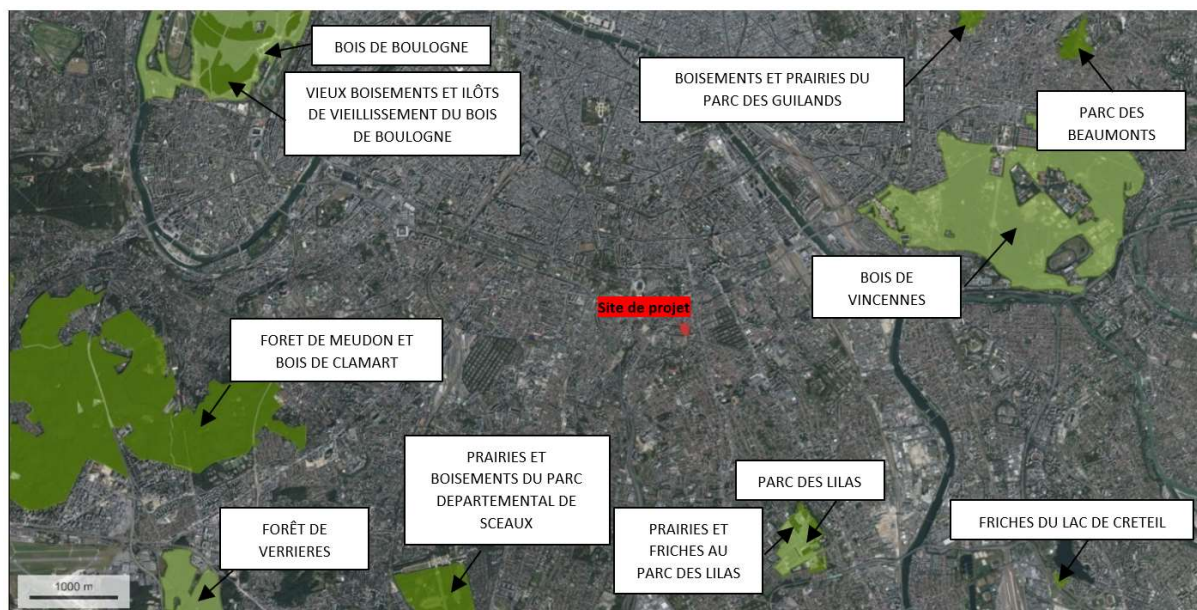 BOIS DE BOULOGNE
VIEUX BOISEMENTS ET ILÔTS
DE VIEILLISSEMENT DU BOIS
DE BOULOGNE
BOISEMENTS ET PRAIRIES DU
PARC DES GUILANDS
PARC DES
BEAUMONTS
BOIS DE
VINCENNES
Site de projet
FORET DE MEUDON ET
BOIS DE CLAMART
PRAIRIES ET
BOISEMENTS DU PARC
DEPARTEMENTAL DE
SCEAUX
PARC DES LILAS
PRAIRIES ET
FRICHES AU
PARC DES LILAS
FRICHES DU LAC DE CRETEIL
FORÊT DE
VERRIERES
1000 m